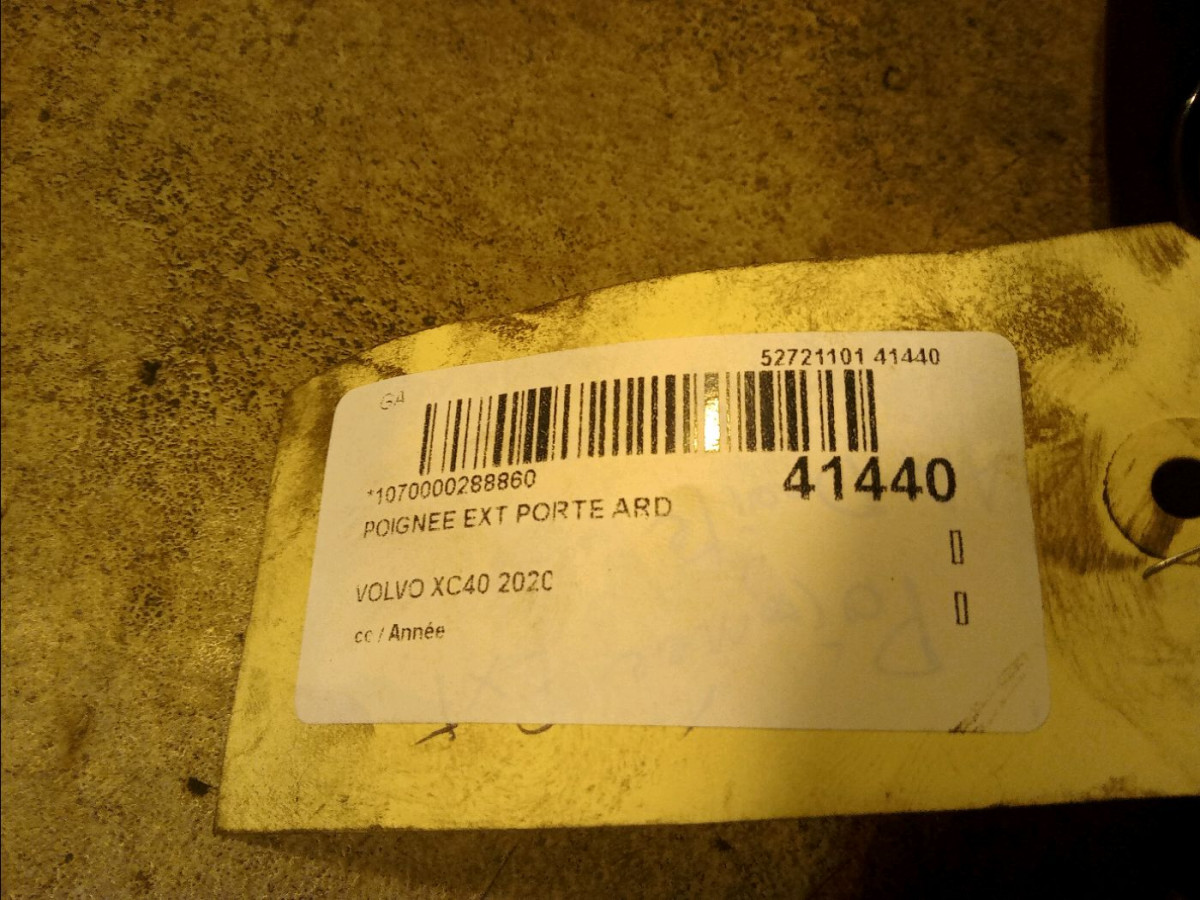 52721101 41440
GA
*1070000288860
41440
POIGNEE EXT PORTE ARD
VOLVO XC40 2020
cc / Année